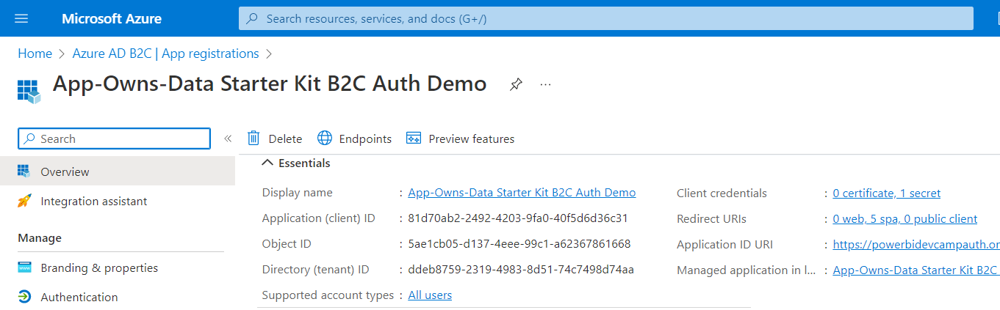 Microsoft Azure
Search resources, services, and docs (G+/)
Home > Azure AD B2C | App registrations >
App-Owns-Data Starter Kit B2C Auth Demo ...
Search «
Delete Endpoints Preview features
Overview
Integration assistant
Manage
Branding & properties
Authentication
Essentials
Display name : App-Owns-Data Starter Kit B2C Auth Demo
Application (client) ID : 81d70ab2-2492-4203-9fa0-40f5d6d36c31
Object ID : 5ae1cb05-d137-4eee-99c1-a62367861668
Directory (tenant) ID : ddeb8759-2319-4983-8d51-74c7498d74aa
Supported account types : All users
Client credentials : 0 certificate, 1 secret
Redirect URIs : 0 web, 5 spa, 0 public client
Application ID URI : https://powerbidevcampauth.on
Managed application in l... : App-Owns-Data Starter Kit B2C